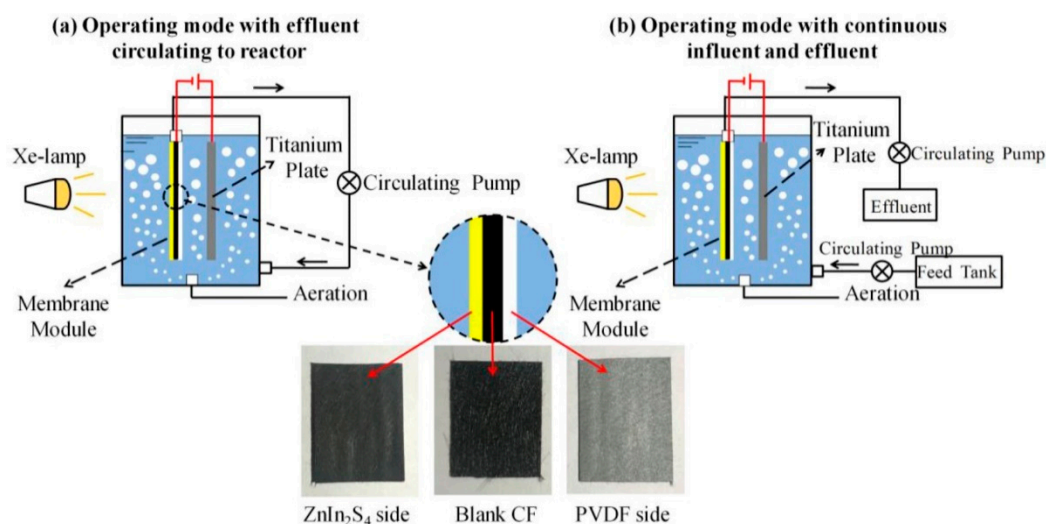 (a) Operating mode with effluent
circulating to reactor
(b) Operating mode with continuous
influent and effluent
Xe-lamp
Titanium
Plate
Circulating Pump
Membrane
Module
Aeration
Xe-lamp
Titanium
Plate
Circulating Pump
Effluent
Circulating Pump
Feed Tank
Aeration
Membrane
Module
ZnIn₂S₄ side
Blank CF
PVDF side